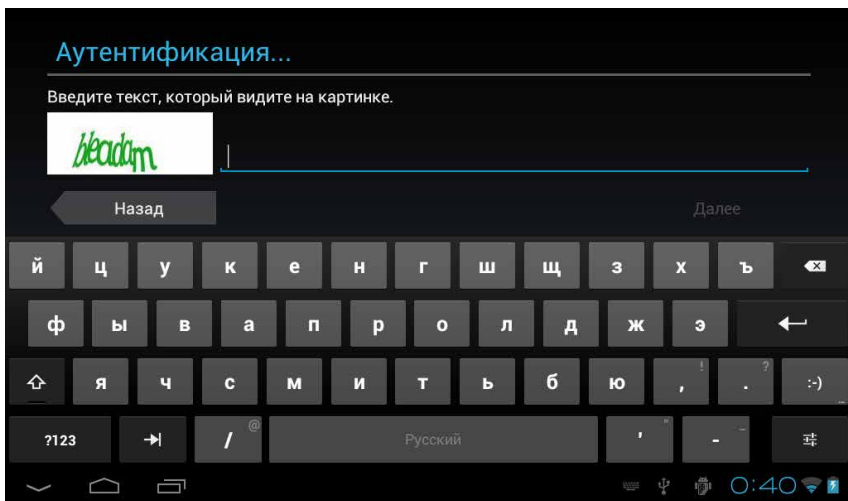 Аутентификация...
Введите текст, который видите на картинке.
bleadam
Назад Далее
й ц у к е н г ш щ з х ъ
ф ы в а п р о л д ж э
я ч с м и т ь б ю , ! . ? :-) ...
?123 / @ Русский ' " - _
0:40